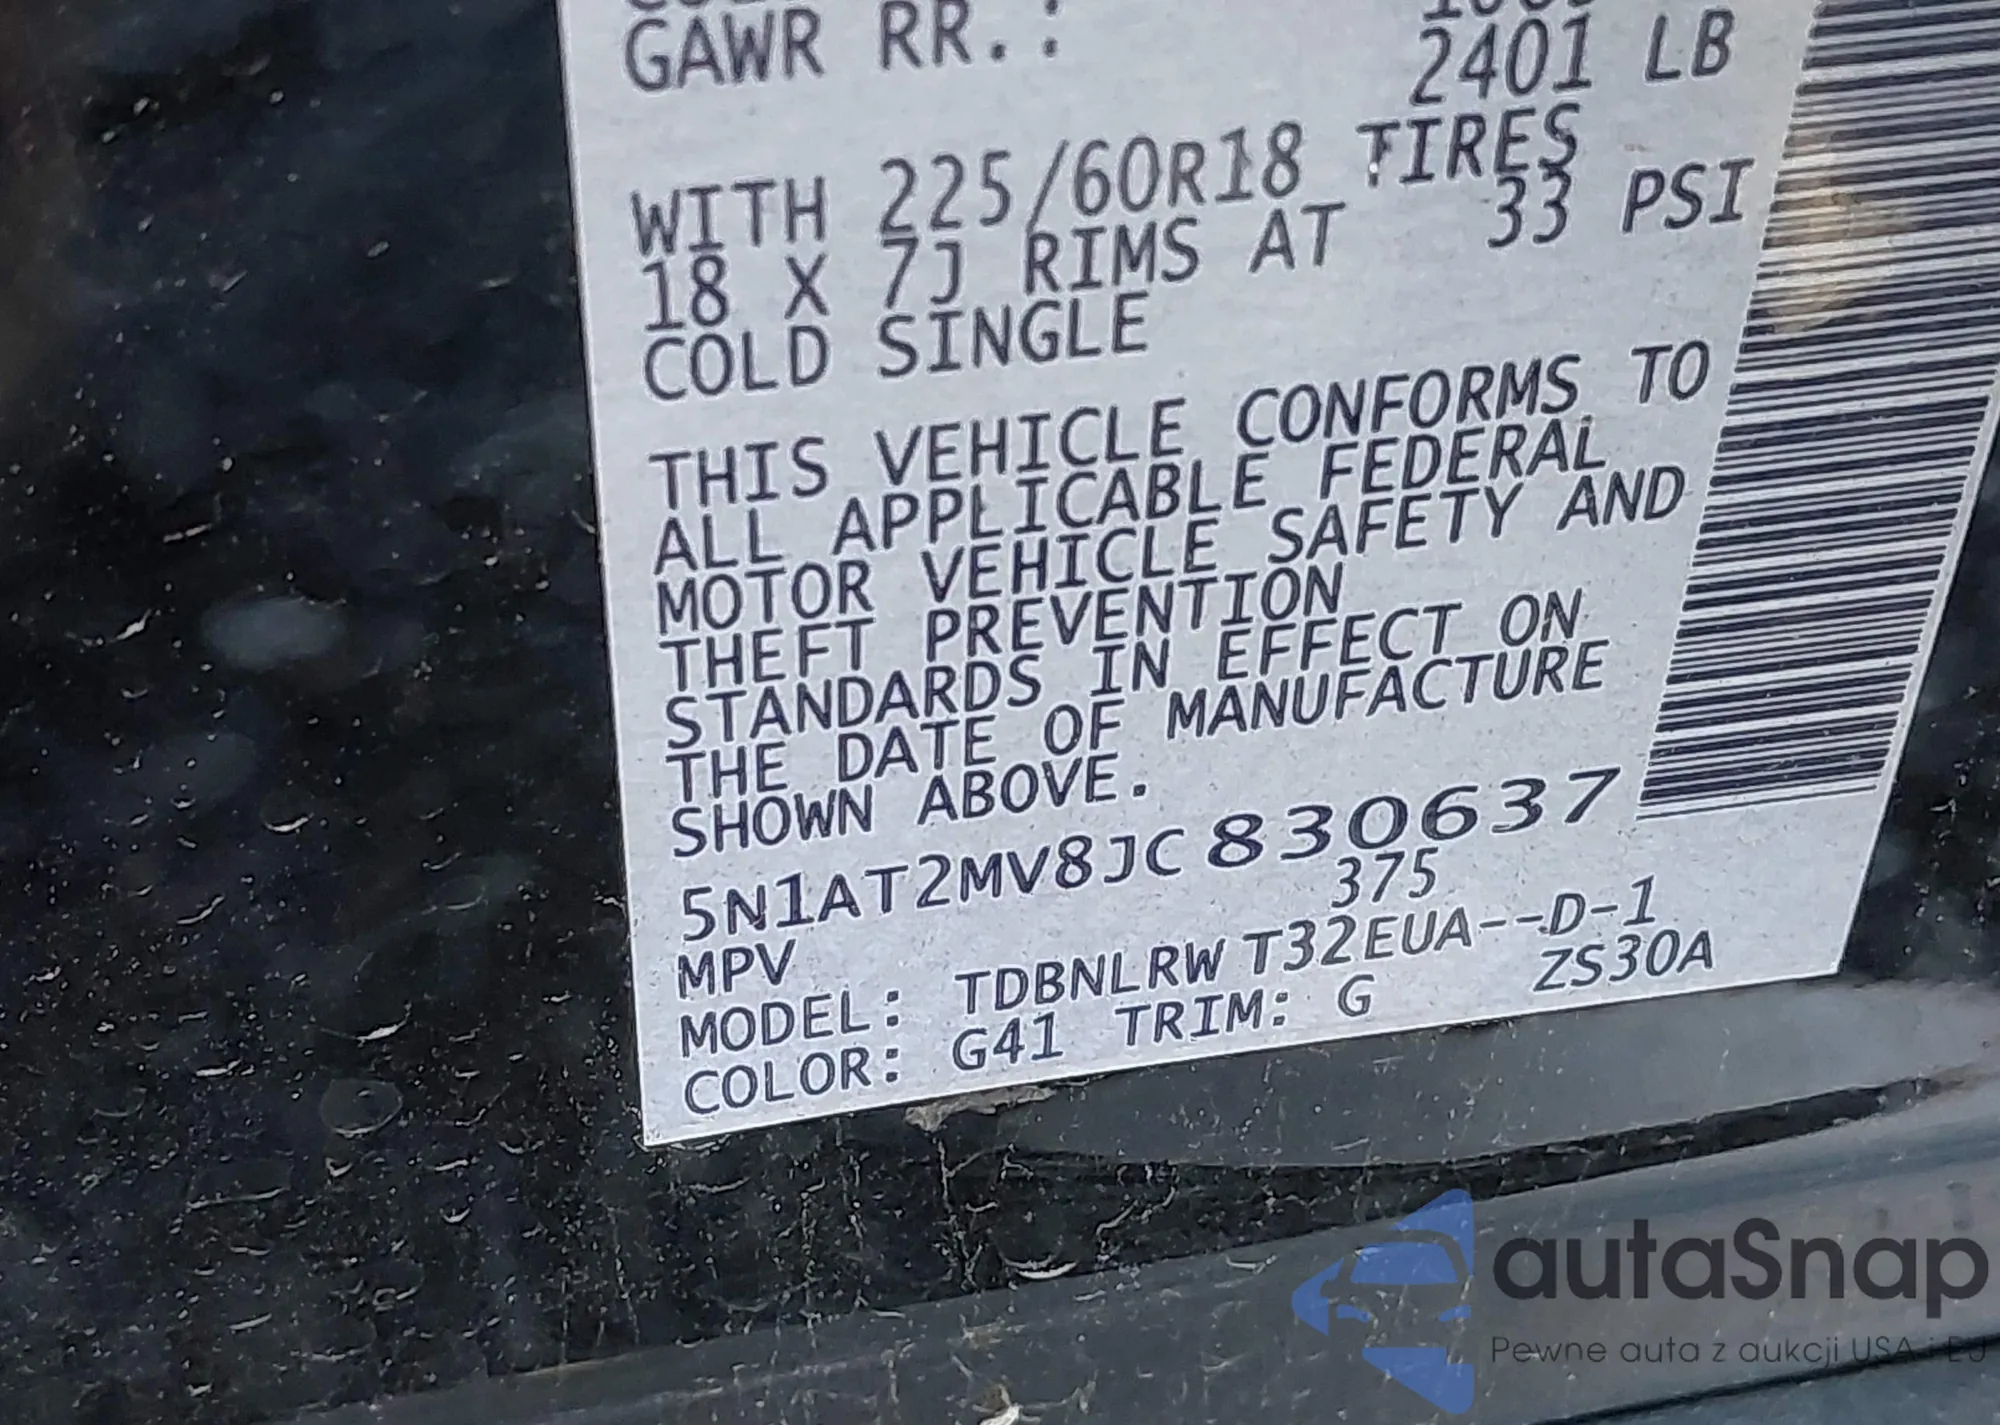 GAWR RR.:
2401 LB
WITH 225/60R18 TIRES
18 X 7J RIMS AT 33 PSI
COLD SINGLE
THIS VEHICLE CONFORMS TO
ALL APPLICABLE FEDERAL
MOTOR VEHICLE SAFETY AND
THEFT PREVENTION
STANDARDS IN EFFECT ON
THE DATE OF MANUFACTURE
SHOWN ABOVE.
5N1AT2MV8JC830637
MPV 375
MODEL: TDBNLRW T32EUA--D-1
COLOR: G41 TRIM: G ZS30A
autaSnap
Pewne auta z aukcji USA i EU